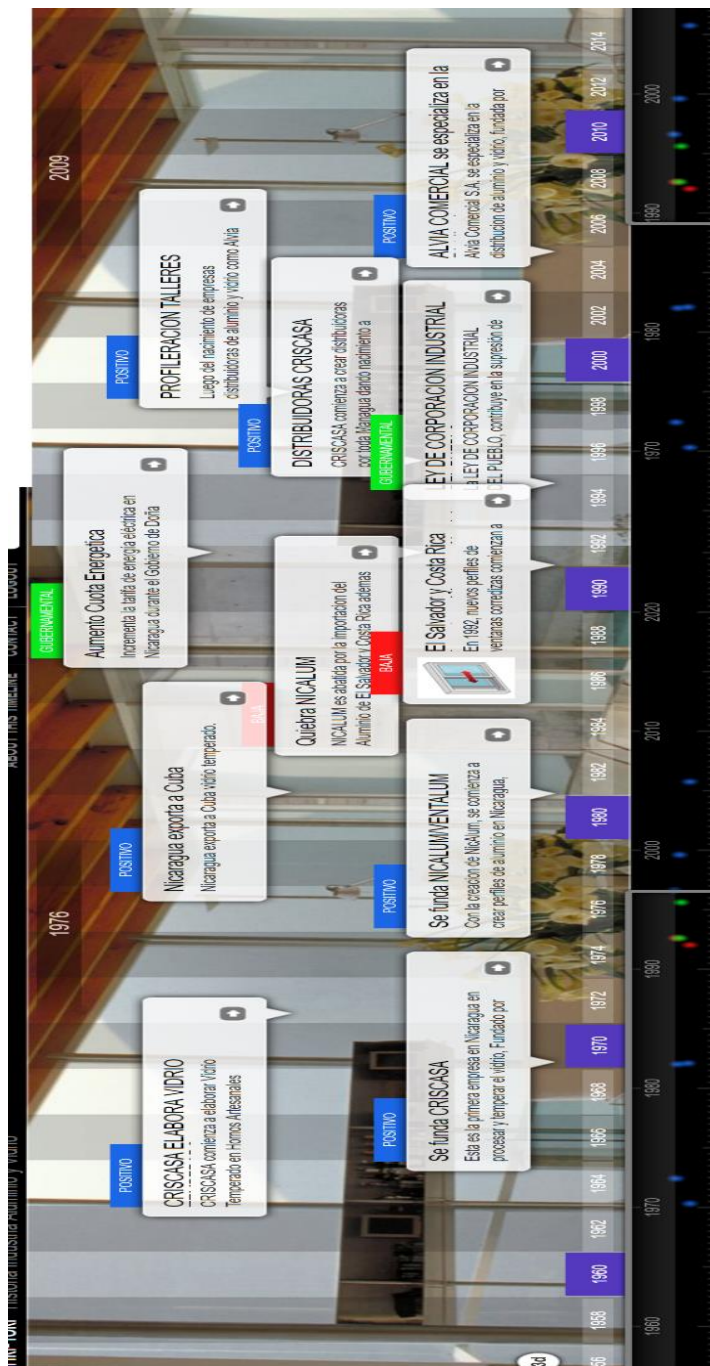 TIKI-TOKI Historia Industria Aluminio y Vidrio
ABOUT THIS TIMELINE CONTACT LOGOUT
1976
2009
POSITIVO
CRISCASA ELABORA VIDRIO
CRISCASA comienza a elaborar Vidrio
Temperado en Hornos Artesanales
POSITIVO
Se funda CRISCASA
Esta es la primera empresa en Nicaragua en
procesar y temperar el vidrio, Fundado por
POSITIVO
Nicaragua exporta a Cuba
Nicaragua exporta a Cuba vidrio temperado.
POSITIVO
Se funda NICALUM/VENTALUM
Con la creación de NicAlum, se comienza a
crear perfiles de aluminio en Nicaragua,
GUBERNAMENTAL
Aumento Cuota Energetica
Incrementa la tarifa de energía eléctrica en
Nicaragua durante el Gobierno de Doña
BAJA
Quiebra NICALUM
NICALUM es abatida por la importacion del
Aluminio de El Salvador y Costa Rica ademas
BAJA
El Salvador y Costa Rica
En 1992, nuevos perfiles de
ventanas corredizas comienzan a
POSITIVO
PROFILERACION TALLERES
Luego del nacimiento de empresas
distribuidoras de aluminio y vidrio como Alvia
POSITIVO
DISTRIBUIDORAS CRISCASA
CRISCASA comienza a crear distribuidoras
por toda Managua dando nacimiento a
GUBERNAMENTAL
LEY DE CORPORACION INDUSTRIAL
La LEY DE CORPORACION INDUSTRIAL
DEL PUEBLO, contribuye en la supresión de
POSITIVO
ALVIA COMERCIAL se especializa en la
Alvia Comercial S.A. se especializa en la
distribucion de aluminio y vidrio, fundada por
3d
56 1958 1960 1962 1964 1966 1968 1970 1972 1974 1976 1978 1980 1982 1984 1986 1988 1990 1992 1994 1996 1998 2000 2002 2004 2006 2008 2010 2012 2014
1960 1970 1980 1990 2000 2010 2020 1970 1980 1990 2000